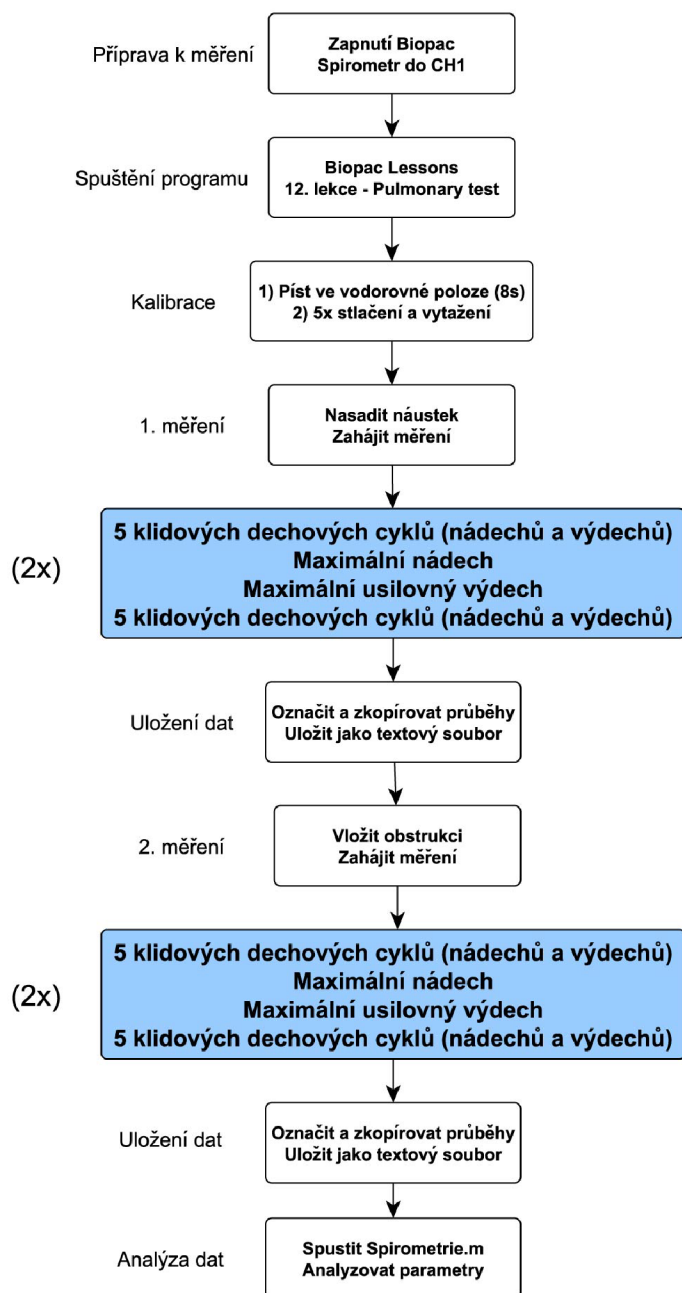 Příprava k měření
Zapnutí Biopac
Spirometr do CH1
Spuštění programu
Biopac Lessons
12. lekce - Pulmonary test
Kalibrace
1) Píst ve vodorovné poloze (8s)
2) 5x stlačení a vytažení
1. měření
Nasadit náustek
Zahájit měření
(2x)
5 klidových dechových cyklů (nádechů a výdechů)
Maximální nádech
Maximální usilovný výdech
5 klidových dechových cyklů (nádechů a výdechů)
Uložení dat
Označit a zkopírovat průběhy
Uložit jako textový soubor
2. měření
Vložit obstrukci
Zahájit měření
(2x)
5 klidových dechových cyklů (nádechů a výdechů)
Maximální nádech
Maximální usilovný výdech
5 klidových dechových cyklů (nádechů a výdechů)
Uložení dat
Označit a zkopírovat průběhy
Uložit jako textový soubor
Analýza dat
Spustit Spirometrie.m
Analyzovat parametry